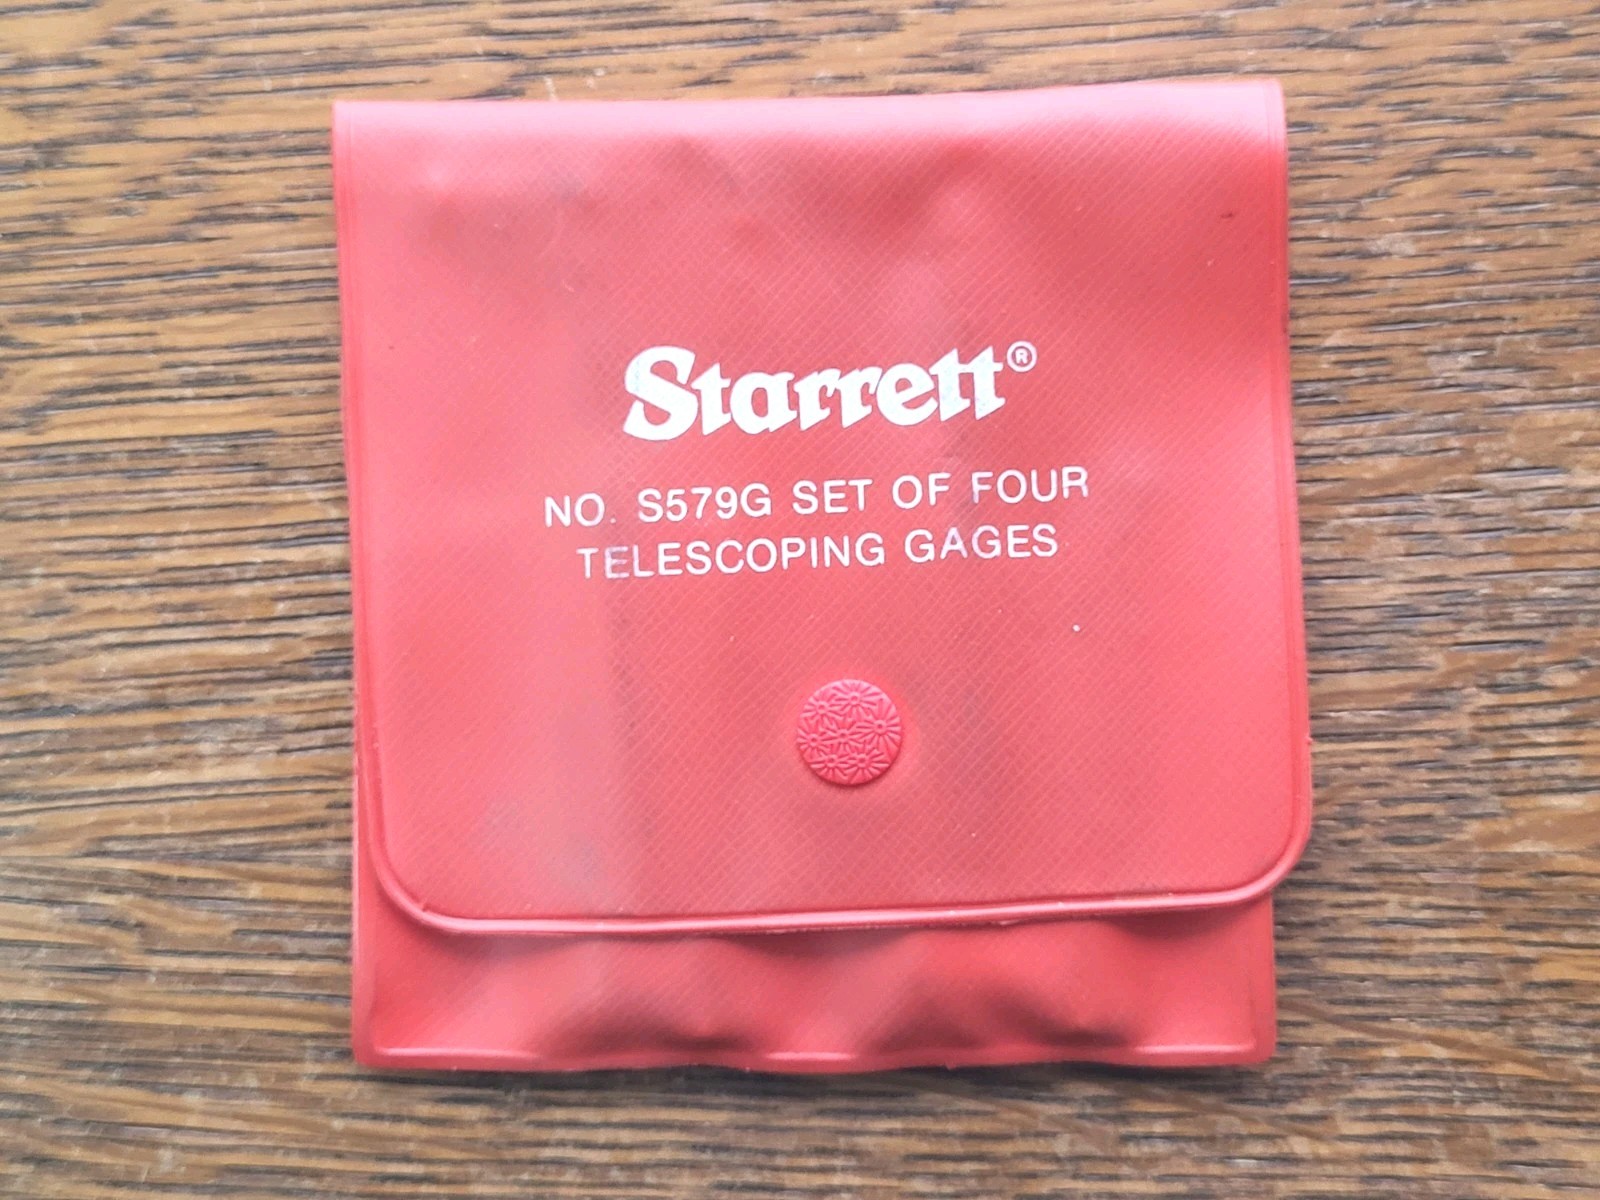 Starrett®
NO. S579G SET OF FOUR
TELESCOPING GAGES